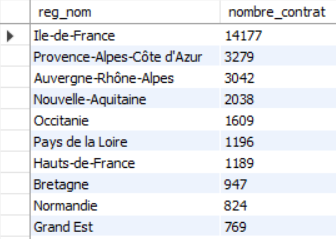 reg_nom nombre_contrat
Ile-de-France 14177
Provence-Alpes-Côte d'Azur 3279
Auvergne-Rhône-Alpes 3042
Nouvelle-Aquitaine 2038
Occitanie 1609
Pays de la Loire 1196
Hauts-de-France 1189
Bretagne 947
Normandie 824
Grand Est 769